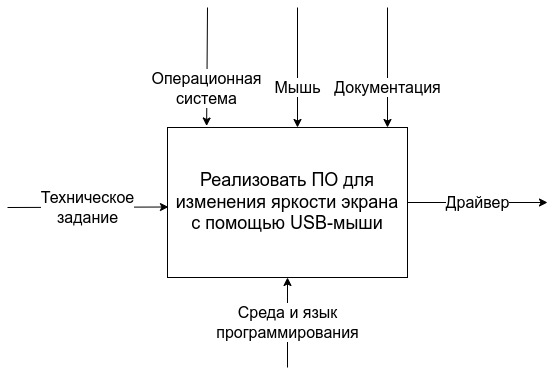 Операционная
система
Мышь
Документация
Реализовать ПО для
изменения яркости экрана
с помощью USB-мыши
Техническое
задание
Драйвер
Среда и язык
программирования